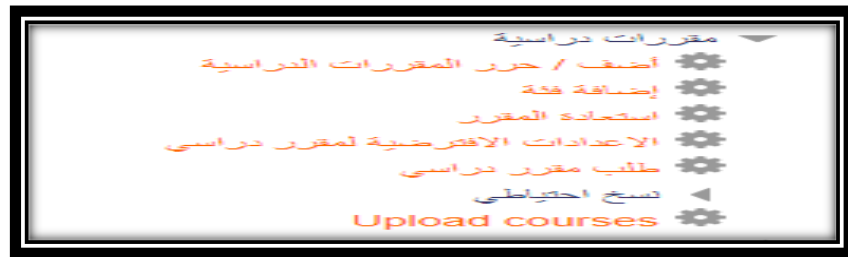 مقررات دراسية
أضف / حرر المقررات الدراسية
إضافة فئة
استعادة المقرر
الاعدادات الافترضية لمقرر دراسي
طلب مقرر دراسي
نسخ احتياطي
Upload courses